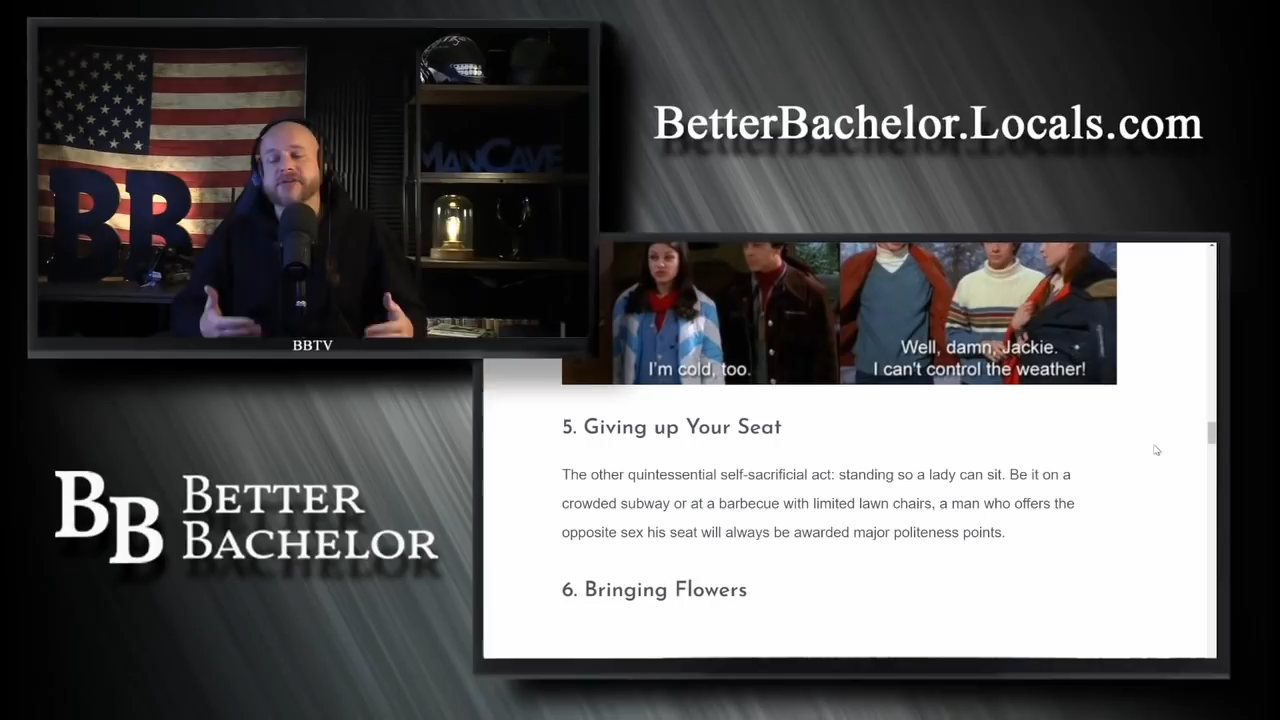 BetterBachelor.Locals.com
BB
ManCave
BBTV
I'm cold, too.
Well, damn, Jackie.
I can't control the weather!
5. Giving up Your Seat
The other quintessential self-sacrificial act: standing so a lady can sit. Be it on a
crowded subway or at a barbecue with limited lawn chairs, a man who offers the
opposite sex his seat will always be awarded major politeness points.
6. Bringing Flowers
BB
BETTER
BACHELOR